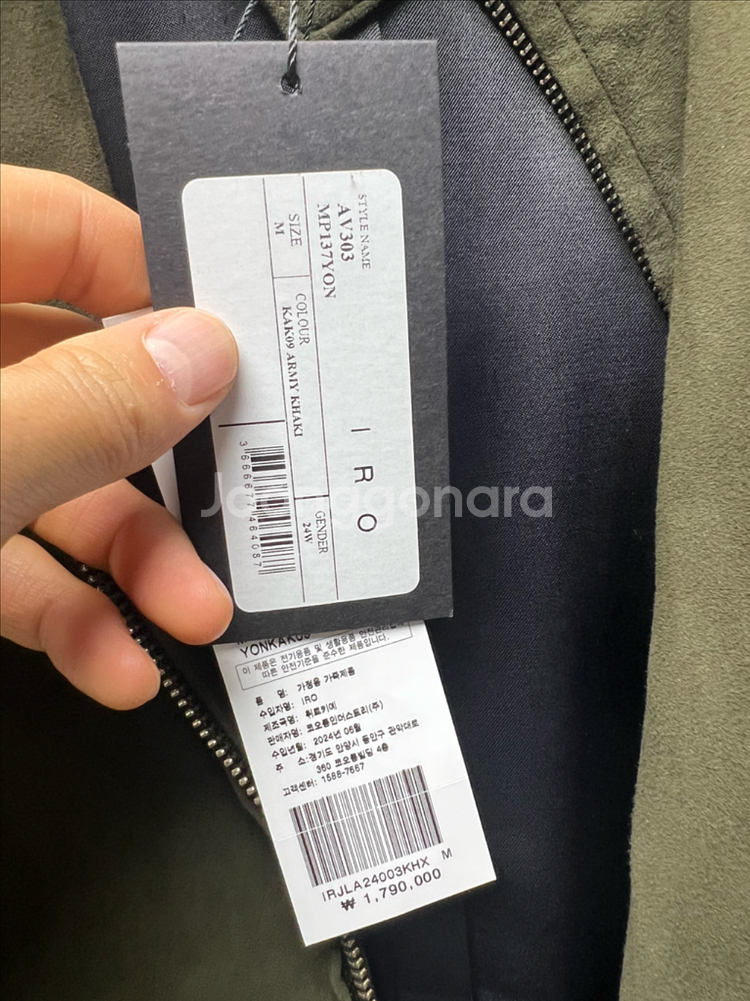 STYLE NAME
AV303
MP137YON
SIZE
M
COLOUR
KAK09 ARMY KHAKI
IRO
GENDER
24W
Joonggonara
YONKAK09
이 제품은 전기용품 및 생활용품 안전관리법에
따른 안전기준을 준수한 제품입니다.
품 명: 가정용 가죽제품
수입자명: IRO
제조국명: 튀르키예
판매자명: 코오롱인더스트리(주)
수입년월: 2024년 06월
주 소:경기도 안양시 동안구 관악대로
360 코오롱빌딩 4층
고객센터: 1588-7667
IRJLA24003KHX M
₩ 1,790,000